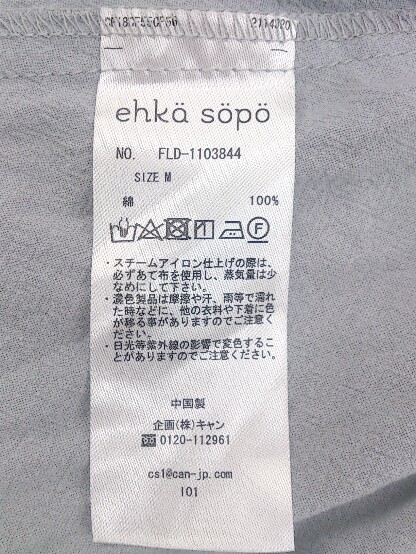 ehkä söpö
NO. FLD-1103844
SIZE M
綿 100%
・スチームアイロン仕上げの際は、
必ずあて布を使用し、蒸気量は少
なめにして下さい。
・濃色製品は摩擦や汗、雨等で濡れ
た時などに、他の衣料や下着に色
が移る事がありますのでご注意く
ださい。
・日光等紫外線の影響で変色するこ
とがありますのでご注意ください。
中国製
企画(株)キャン
0120-112961
cs1@can-jp.com
101